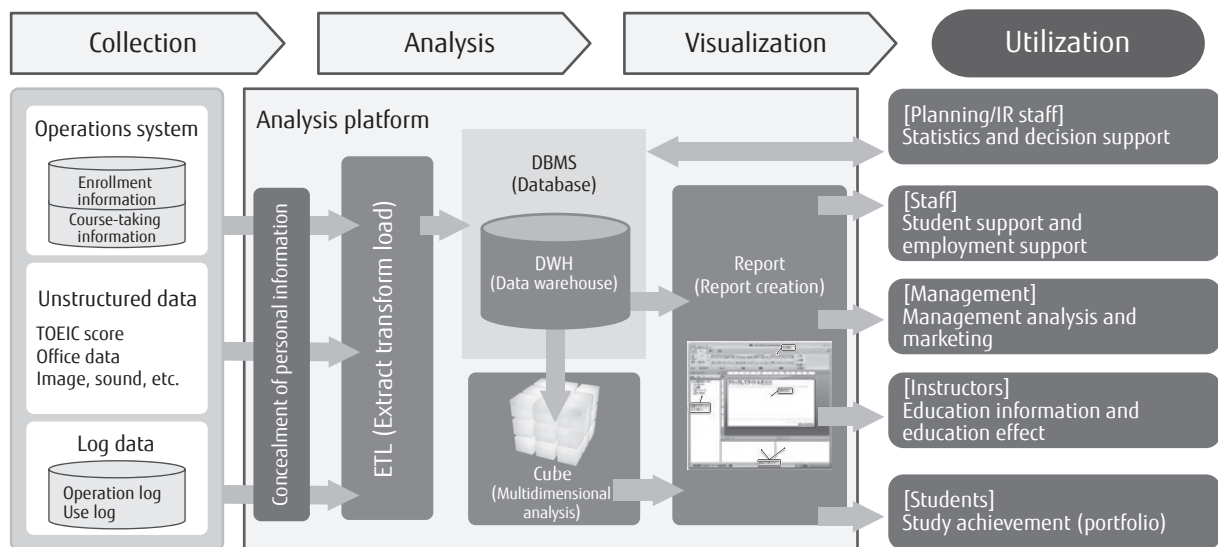 Collection
Analysis
Visualization
Utilization
Operations system
Enrollment
information
Course-taking
information
Unstructured data
TOEIC score
Office data
Image, sound, etc.
Log data
Operation log
Use log
Analysis platform
Concealment of personal information
ETL (Extract transform load)
DBMS
(Database)
DWH
(Data warehouse)
Cube
(Multidimensional
analysis)
Report
(Report creation)
[Planning/IR staff]
Statistics and decision support
[Staff]
Student support and
employment support
[Management]
Management analysis and
marketing
[Instructors]
Education information and
education effect
[Students]
Study achievement (portfolio)